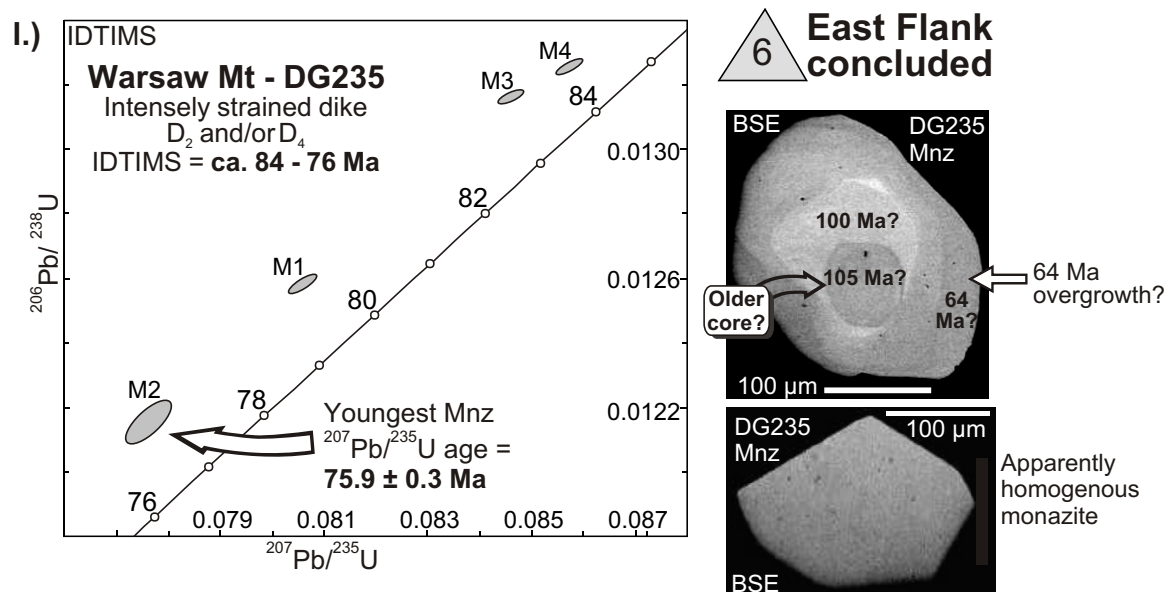 I.)
IDTIMS
Warsaw Mt - DG235
Intensely strained dike
D₂ and/or D₄
IDTIMS = ca. 84 - 76 Ma
M4
M3
M1
M2
84
82
80
78
76
0.0130
0.0126
0.0122
²⁰⁶Pb/ ²³⁸U
Youngest Mnz
²⁰⁷Pb/²³⁵U age =
75.9 ± 0.3 Ma
0.079
0.081
0.083
0.085
0.087
²⁰⁷Pb/²³⁵U
6
East Flank
concluded
BSE
DG235
Mnz
100 Ma?
105 Ma?
Older
core?
64
Ma?
64 Ma
overgrowth?
100 µm
100 µm
DG235
Mnz
BSE
Apparently
homogenous
monazite